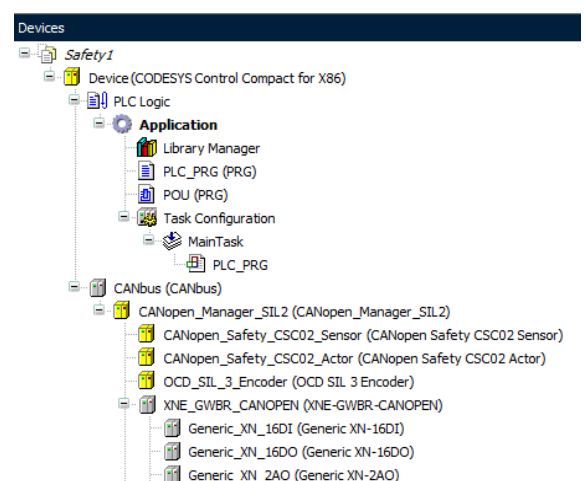 Devices
Safety1
Device (CODESYS Control Compact for X86)
PLC Logic
Application
Library Manager
PLC_PRG (PRG)
POU (PRG)
Task Configuration
MainTask
PLC_PRG
CANbus (CANbus)
CANopen_Manager_SIL2 (CANopen_Manager_SIL2)
CANopen_Safety_CSC02_Sensor (CANopen Safety CSC02 Sensor)
CANopen_Safety_CSC02_Actor (CANopen Safety CSC02 Actor)
OCD_SIL_3_Encoder (OCD SIL 3 Encoder)
XNE_GWBR_CANOPEN (XNE-GWBR-CANOPEN)
Generic_XN_16DI (Generic XN-16DI)
Generic_XN_16DO (Generic XN-16DO)
Generic_XN_2AO (Generic XN-2AO)